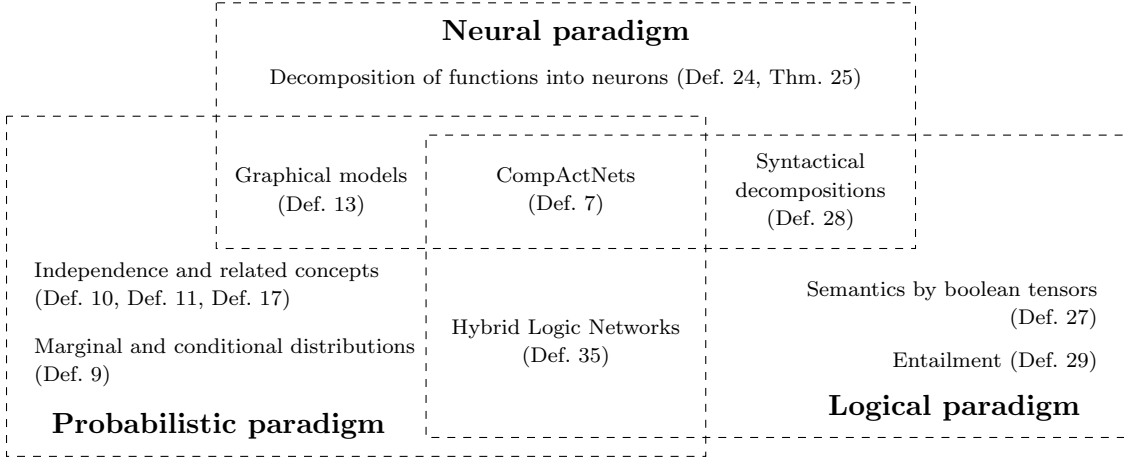 Neural paradigm
Decomposition of functions into neurons (Def. 24, Thm. 25)
Graphical models
(Def. 13)
CompActNets
(Def. 7)
Syntactical
decompositions
(Def. 28)
Independence and related concepts
(Def. 10, Def. 11, Def. 17)
Marginal and conditional distributions
(Def. 9)
Probabilistic paradigm
Hybrid Logic Networks
(Def. 35)
Semantics by boolean tensors
(Def. 27)
Entailment (Def. 29)
Logical paradigm